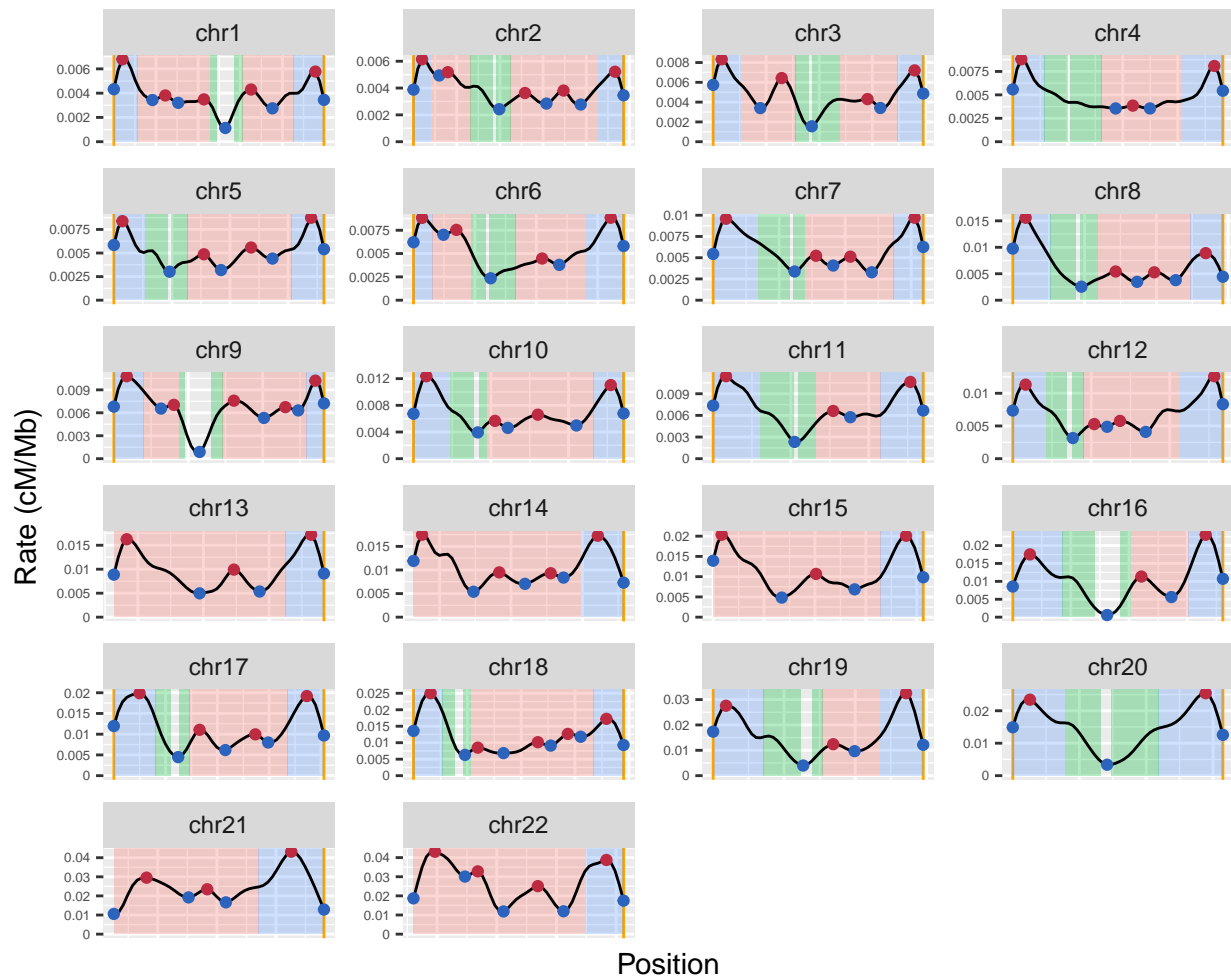 chr1 chr2 chr3 chr4
0.006 0.006 0.008 0.0075
0.004 0.004 0.006 0.005
0.002 0.002 0.004 0.0025
0 0 0.002 0
0
chr5 chr6 chr7 chr8
0.0075 0.0075 0.01 0.015
0.005 0.005 0.0075 0.01
0.0025 0.0025 0.005 0.005
0 0 0.0025 0
0
chr9 chr10 chr11 chr12
0.009 0.012 0.009 0.01
0.006 0.008 0.006 0.005
0.003 0.004 0.003 0
0 0 0
Rate (cM/Mb)
chr13 chr14 chr15 chr16
0.015 0.015 0.02 0.02
0.01 0.01 0.015 0.015
0.005 0.005 0.01 0.01
0 0 0.005 0.005
0 0
chr17 chr18 chr19 chr20
0.02 0.025 0.03 0.02
0.015 0.02 0.02 0.01
0.01 0.015 0.01 0
0.005 0.01 0
0 0.005
0
chr21 chr22
0.04 0.04
0.03 0.03
0.02 0.02
0.01 0.01
0 0
Position